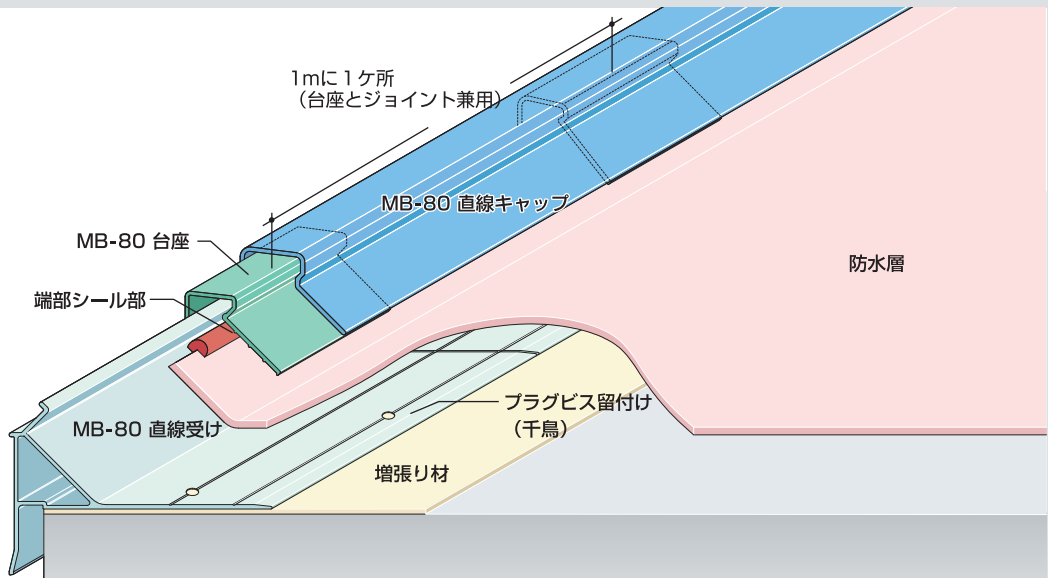 1mに1ケ所
（台座とジョイント兼用）
MB-80 直線キャップ
MB-80 台座
防水層
端部シール部
プラグビス留付け
（千鳥）
MB-80 直線受け
増張り材